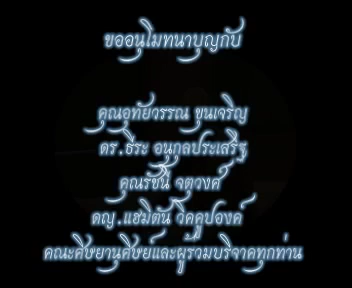 ขออนุโมทนาบุญกับ
คุณอุทัยวรรณ ขุนเจริญ
ดร.ธีระ อนุกูลประเสริฐ
คุณรัชนี จตุวงศ์
ดญ.แฮมิตัน วิคคูปองค์
คณะศิษยานุศิษย์และผู้ร่วมบริจาคทุกท่าน